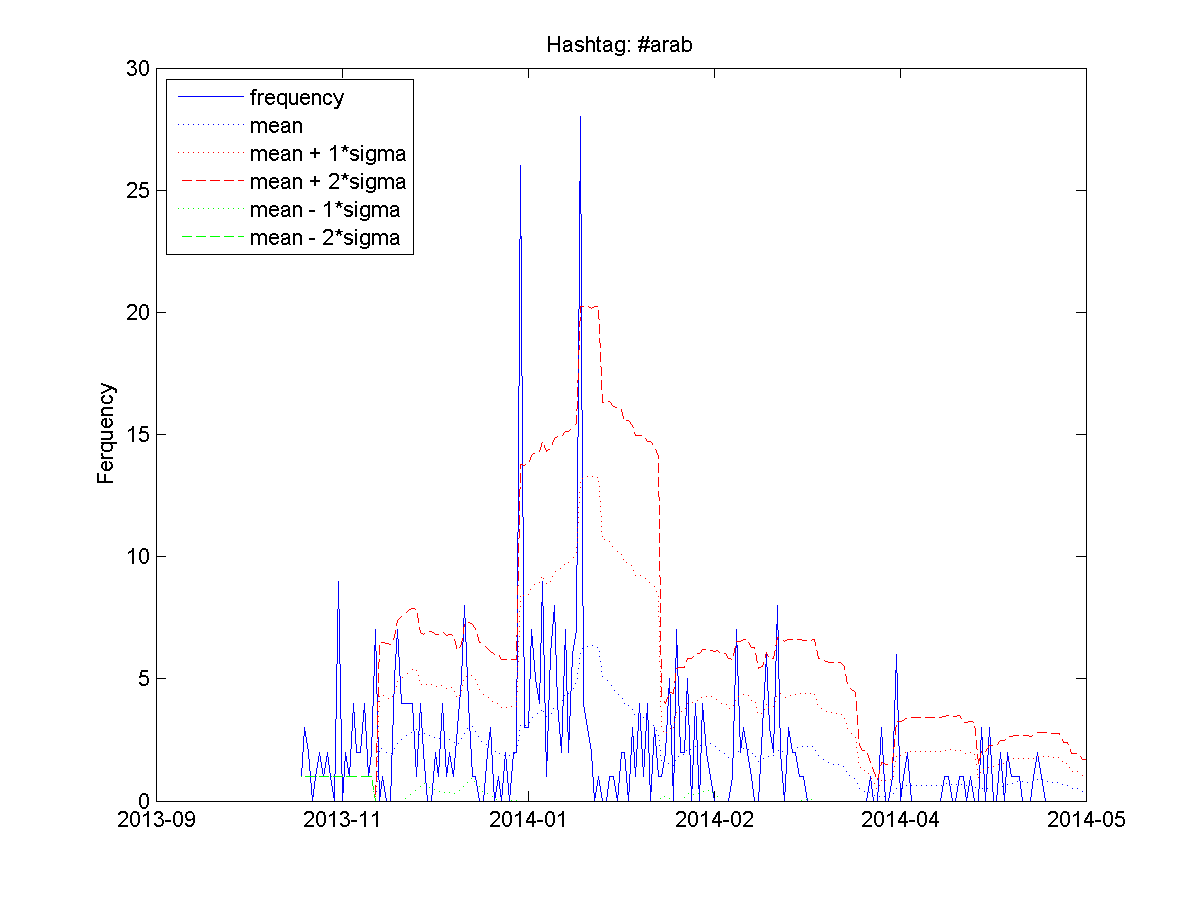 Hashtag: #arab
30
25
20
15
10
5
0
Ferquency
frequency
mean
mean + 1*sigma
mean + 2*sigma
mean - 1*sigma
mean - 2*sigma
2013-09 2013-11 2014-01 2014-02 2014-04 2014-05